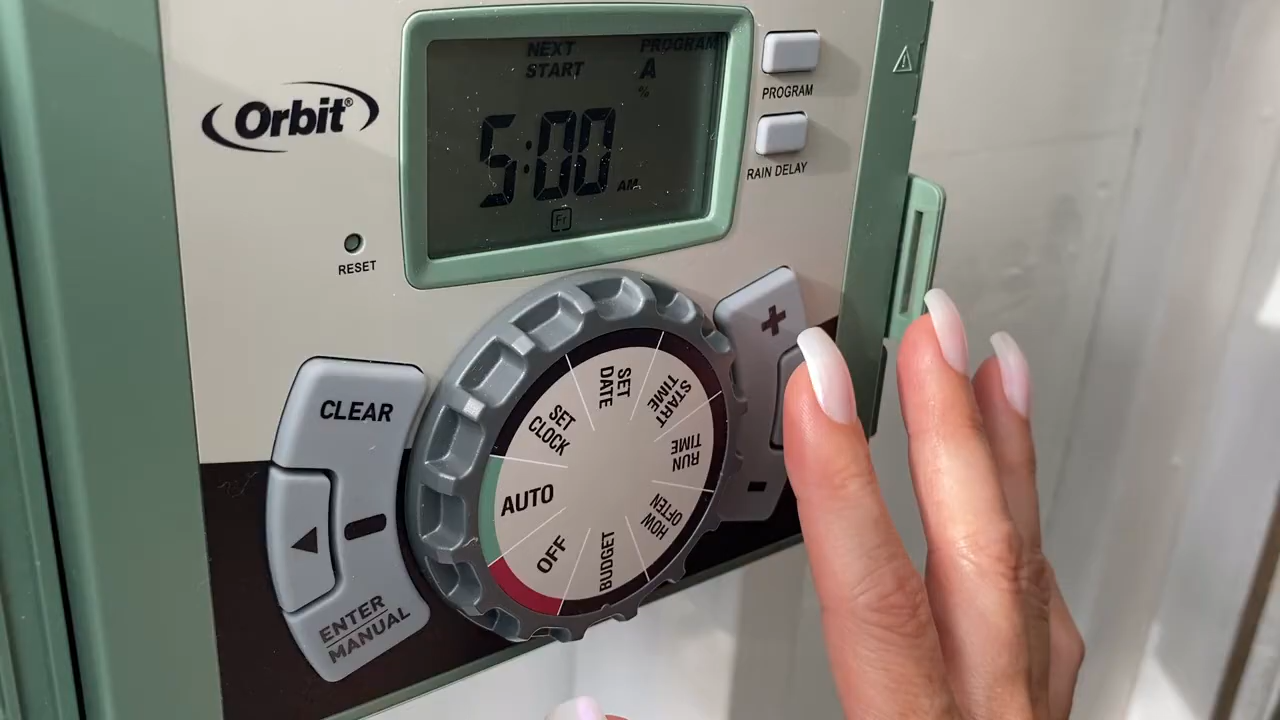 Orbit®
NEXT
START
PROGRAM
A
%
5:00
AM
Fr
PROGRAM
RAIN DELAY
RESET
CLEAR
ENTER
MANUAL
SET
DATE
START
TIME
RUN
TIME
HOW
OFTEN
BUDGET
OFF
AUTO
SET
CLOCK
+
-